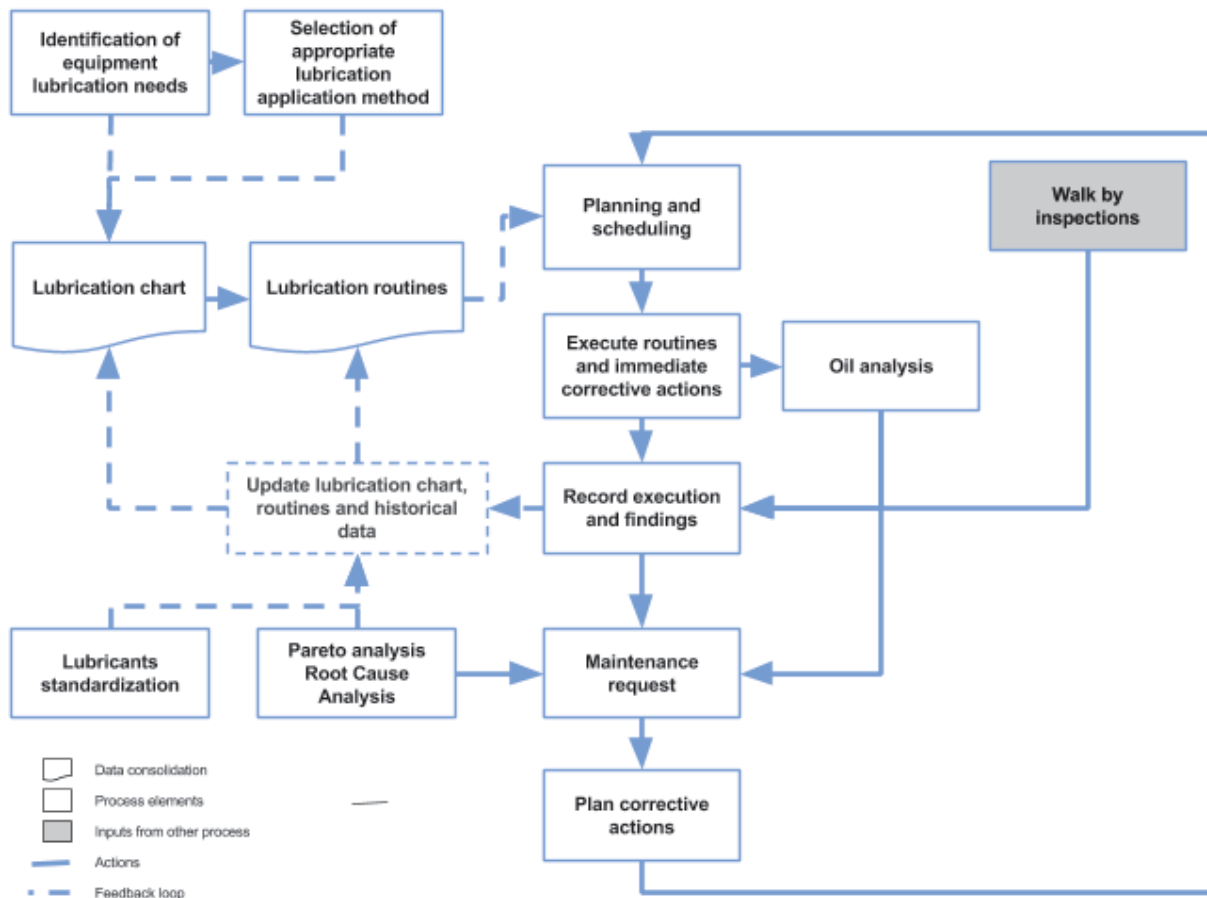 Identification of
equipment
lubrication needs
Selection of
appropriate
lubrication
application method
Walk by
inspections
Planning and
scheduling
Lubrication chart
Lubrication routines
Execute routines
and immediate
corrective actions
Oil analysis
Update lubrication chart,
routines and historical
data
Record execution
and findings
Lubricants
standardization
Pareto analysis
Root Cause
Analysis
Maintenance
request
Plan corrective
actions
Data consolidation
Process elements
Inputs from other process
Actions
Feedback loop